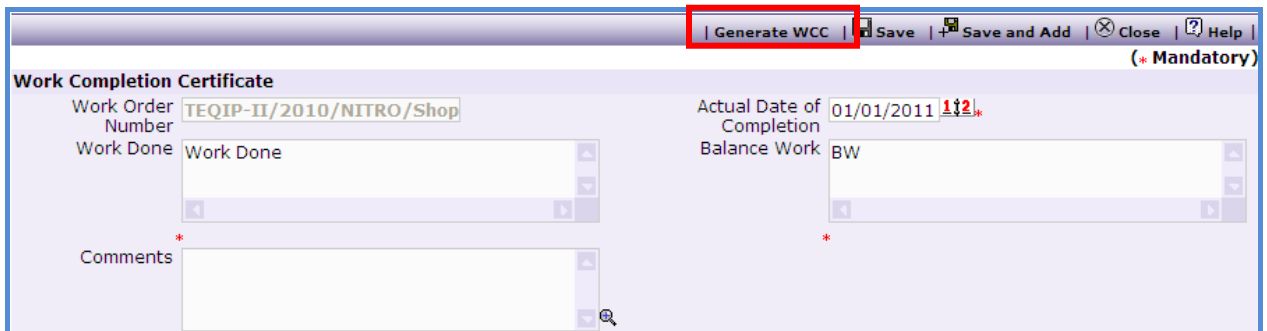 | Generate WCC | Save | Save and Add | Close | Help |
(* Mandatory)
Work Completion Certificate
Work Order Number TEQIP-II/2010/NITRO/Shop
Actual Date of Completion 01/01/2011 *
Work Done Work Done
Balance Work BW
*
*
Comments